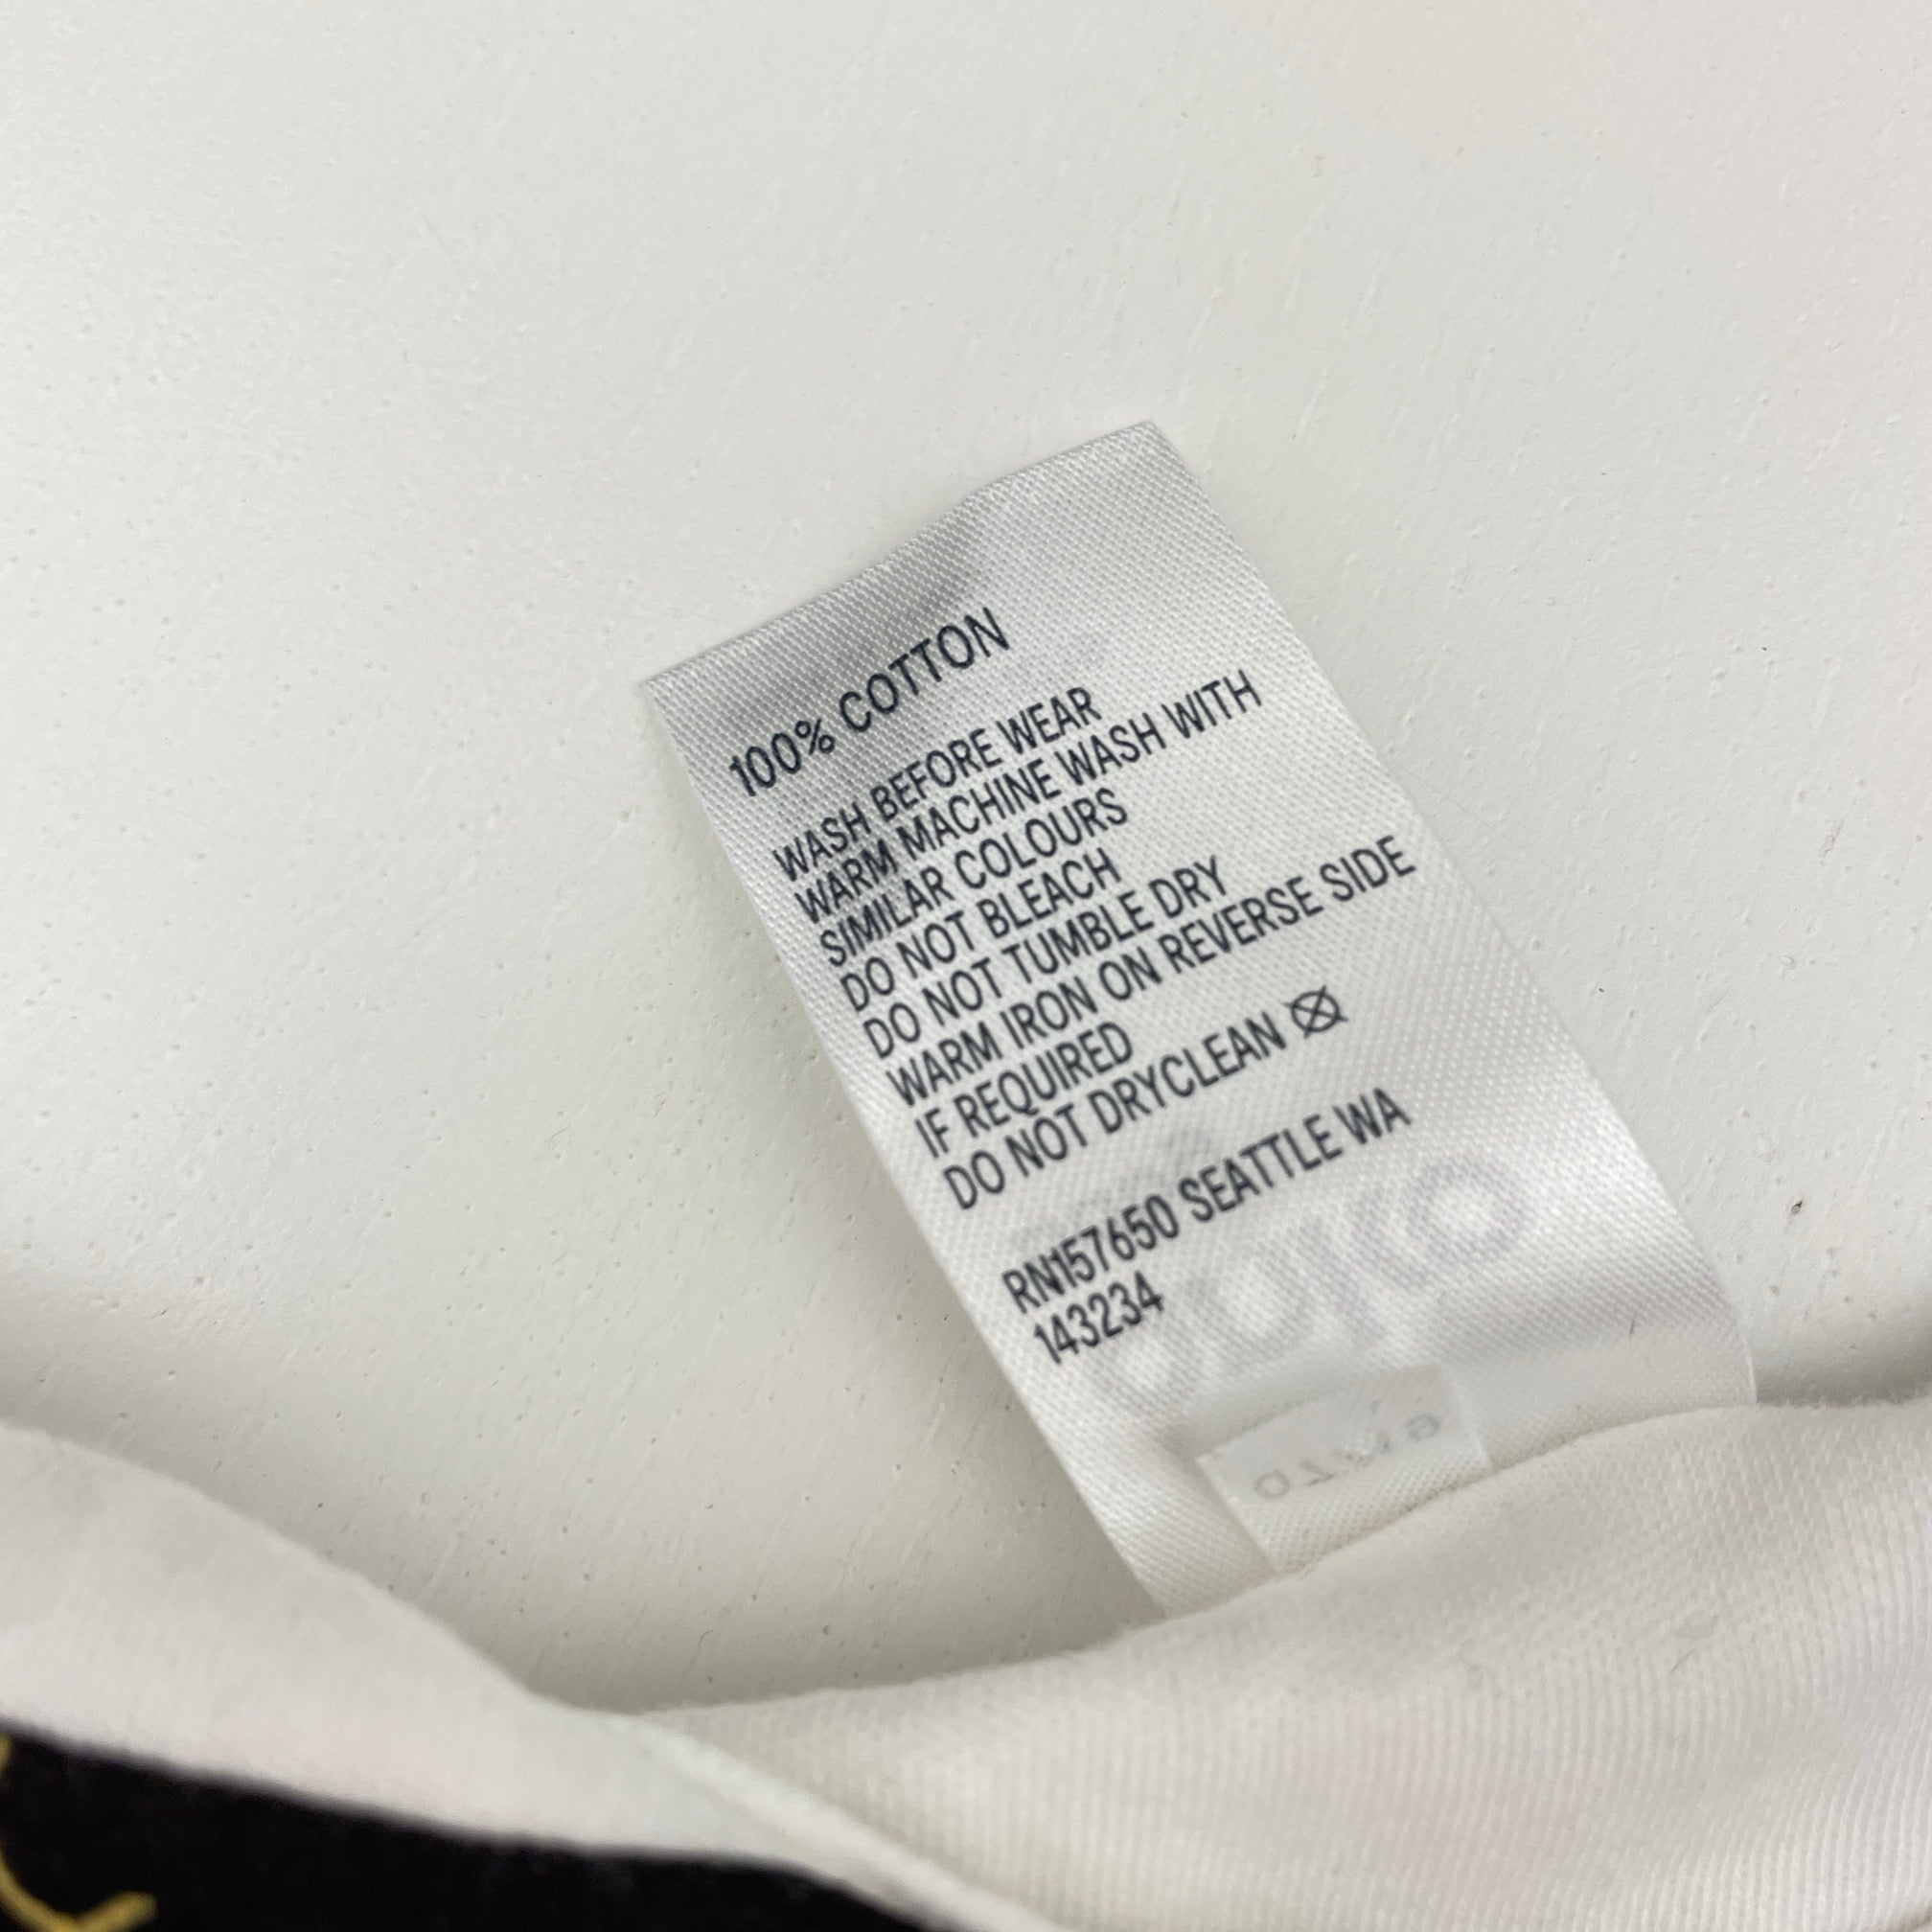 100% COTTON
WASH BEFORE WEAR
WARM MACHINE WASH WITH
SIMILAR COLOURS
DO NOT BLEACH
DO NOT TUMBLE DRY
WARM IRON ON REVERSE SIDE
IF REQUIRED
DO NOT DRYCLEAN
RN157650 SEATTLE WA
143234